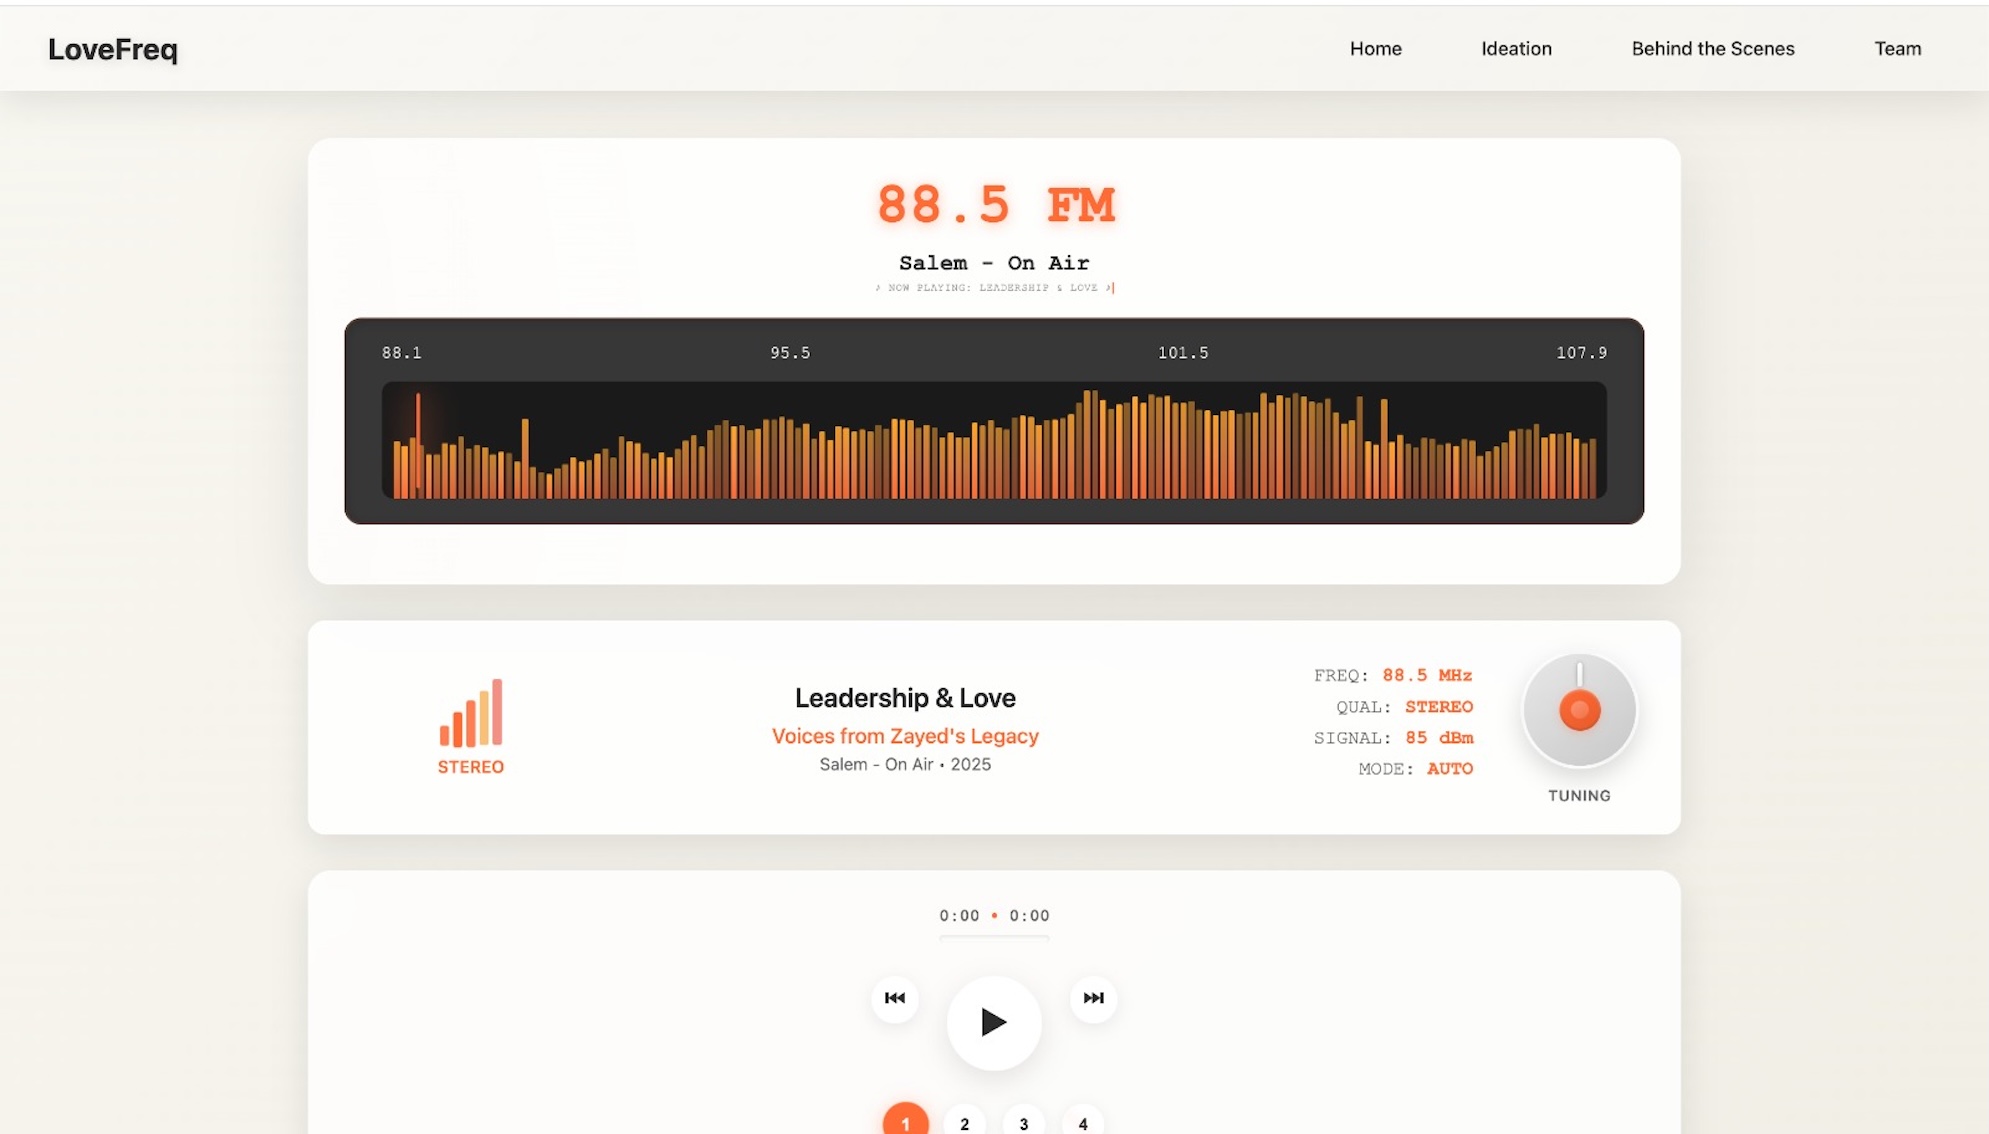 LoveFreq
Home Ideation Behind the Scenes Team
88.5 FM
Salem - On Air
♪ NOW PLAYING: LEADERSHIP & LOVE ♪
88.1 95.5 101.5 107.9
STEREO
Leadership & Love
Voices from Zayed's Legacy
Salem - On Air • 2025
FREQ: 88.5 MHz
QUAL: STEREO
SIGNAL: 85 dBm
MODE: AUTO
TUNING
0:00 • 0:00
1 2 3 4